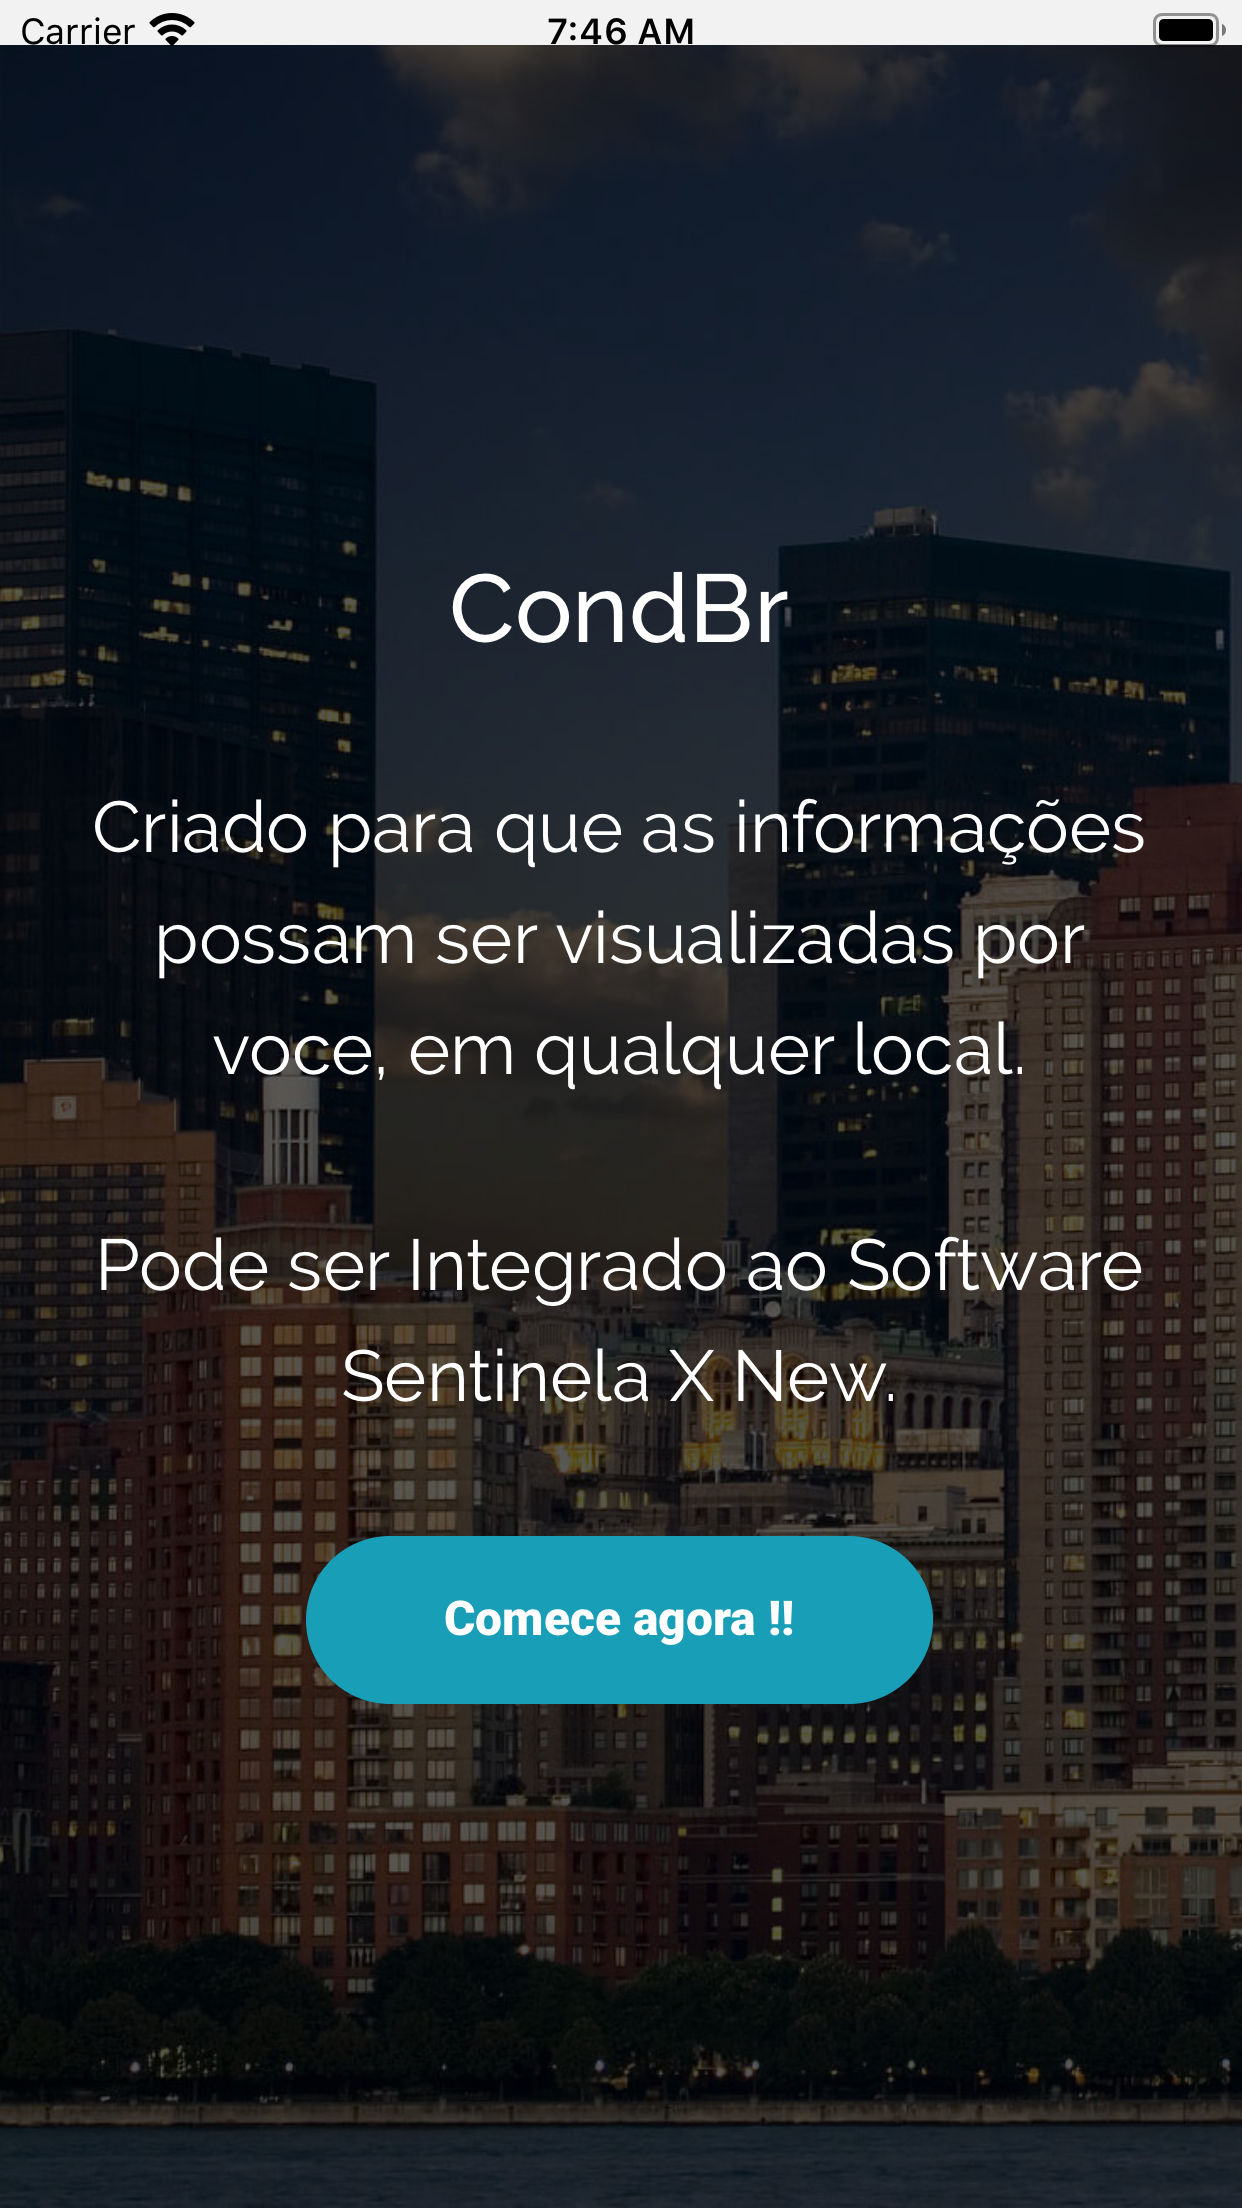 Carrier 7:46 AM
CondBr
Criado para que as informações
possam ser visualizadas por
voce, em qualquer local.
Pode ser Integrado ao Software
Sentinela X New.
Comece agora !!